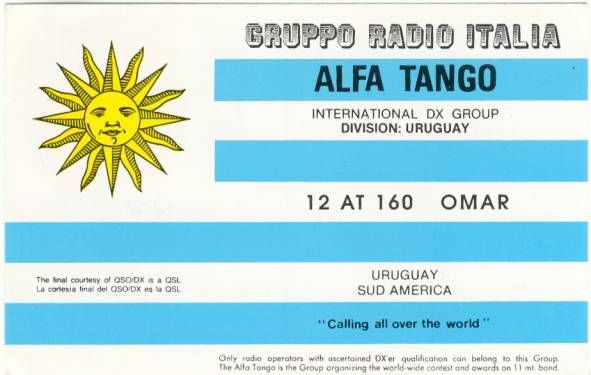 GRUPPO RADIO ITALIA
ALFA TANGO
INTERNATIONAL DX GROUP
DIVISION: URUGUAY
12 AT 160 OMAR
The final courtesy of QSO/DX is a QSL
La cortesia final del QSO/DX es la QSL
URUGUAY
SUD AMERICA
"Calling all over the world"
Only radio operators with ascertained DX'er qualification can belong to this Group.
The Alfa Tango is the Group organizing the world-wide contest and awards on 11 mt. band.